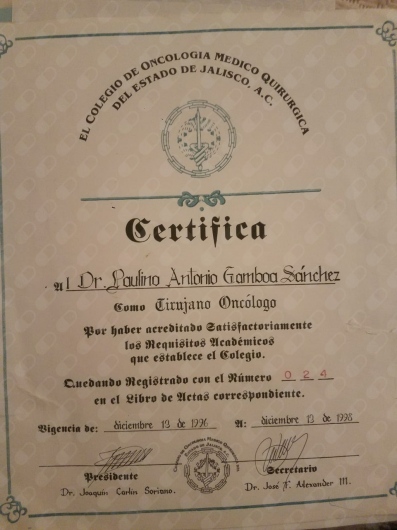 EL COLEGIO DE ONCOLOGIA MEDICO QUIRURGICA
DEL ESTADO DE JALISCO, A.C.
Certifica
Al Dr. Paulino Antonio Gamboa Sánchez
Como Cirujano Oncólogo
Por haber acreditado Satisfactoriamente
los Requisitos Académicos
que establece el Colegio.
Quedando Registrado con el Número 024
en el Libro de Actas correspondiente.
Vigencia de: diciembre 13 de 1996 A: diciembre 13 de 1998
Presidente Secretario
Dr. Joaquín Carlín Soriano. Dr. José F. Alexander M.